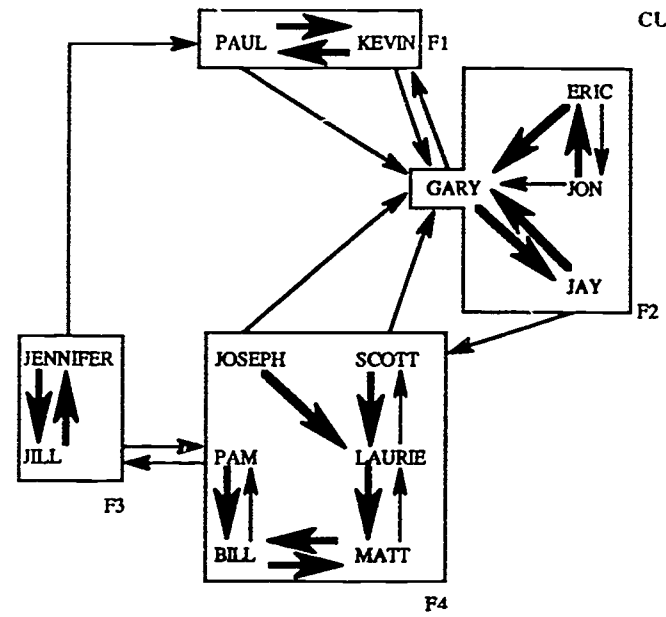 CU
PAUL KEVIN F1
ERIC
GARY JON
JAY
F2
JENNIFER JOSEPH SCOTT
JILL PAM LAURIE
F3
BILL MATT
F4